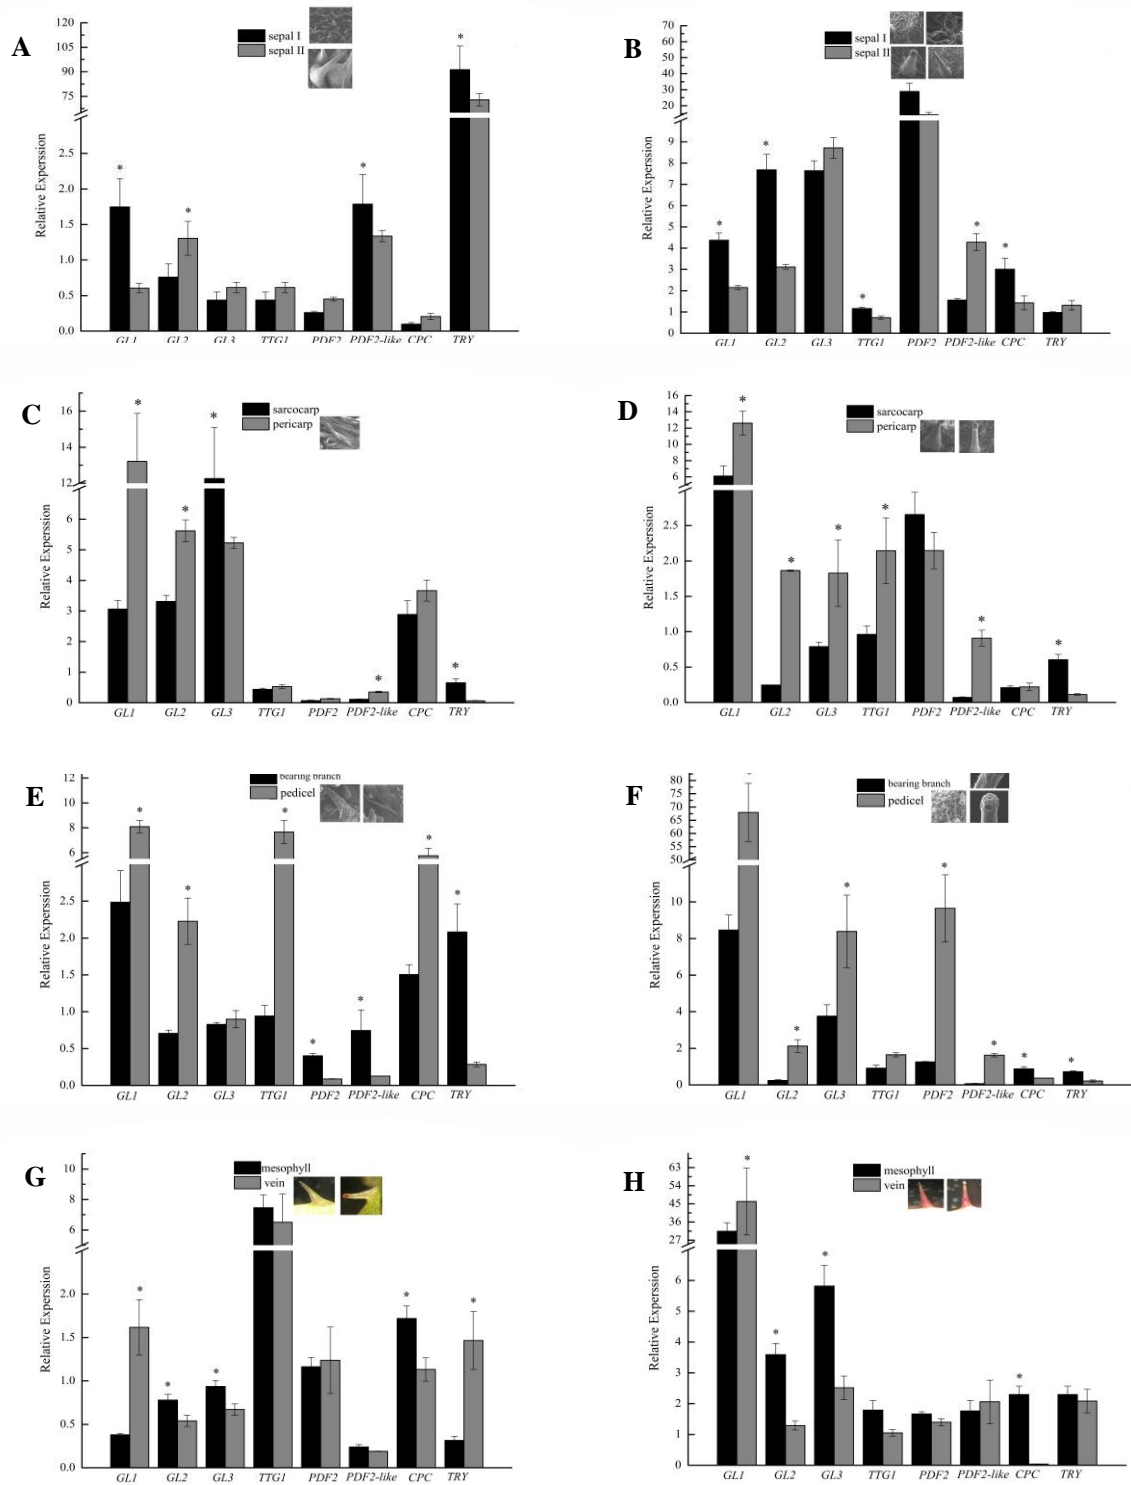 A
120
105
90
75
2.5
2.0
1.5
1.0
0.5
0.0
Relative Experssion
sepal I
sepal II
* * * *
GL1 GL2 GL3 TTG1 PDF2 PDF2-like CPC TRY
B
70
60
50
40
30
20
9
8
7
6
5
4
3
2
1
0
Relative Experssion
sepal I
sepal II
* * * * *
GL1 GL2 GL3 TTG1 PDF2 PDF2-like CPC TRY
C
16
14
12
6
5
4
3
2
1
0
Relative Experssion
sarcocarp
pericarp
* * * * *
GL1 GL2 GL3 TTG1 PDF2 PDF2-like CPC TRY
D
16
14
12
10
8
6
2.5
2.0
1.5
1.0
0.5
0.0
Relative Experssion
sarcocarp
pericarp
* * * * * *
GL1 GL2 GL3 TTG1 PDF2 PDF2-like CPC TRY
E
12
10
8
6
2.5
2.0
1.5
1.0
0.5
0.0
Relative Experssion
bearing branch
pedicel
* * * * * * *
GL1 GL2 GL3 TTG1 PDF2 PDF2-like CPC TRY
F
80
75
70
65
60
55
50
10
8
6
4
2
0
Relative Experssion
bearing branch
pedicel
* * * * * * *
GL1 GL2 GL3 TTG1 PDF2 PDF2-like CPC TRY
G
10
8
6
2.0
1.5
1.0
0.5
0.0
Relative Experssion
mesophyll
vein
* * * * *
GL1 GL2 GL3 TTG1 PDF2 PDF2-like CPC TRY
H
63
54
45
36
27
6
5
4
3
2
1
0
Relative Experssion
mesophyll
vein
* * * *
GL1 GL2 GL3 TTG1 PDF2 PDF2-like CPC TRY